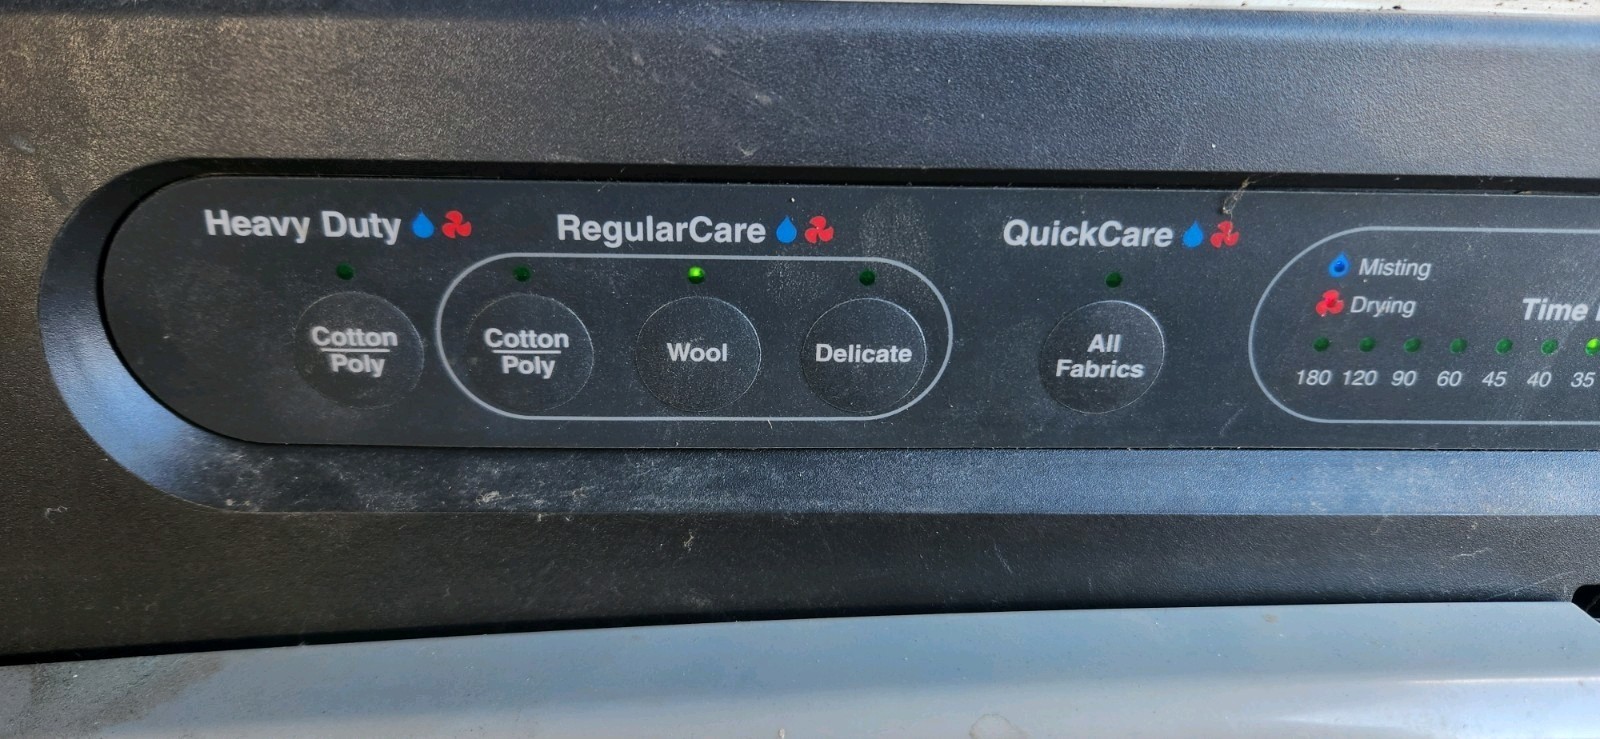 Heavy Duty
RegularCare
QuickCare
Cotton
Poly
Cotton
Poly
Wool
Delicate
All
Fabrics
Misting
Drying
Time
180 120 90 60 45 40 35